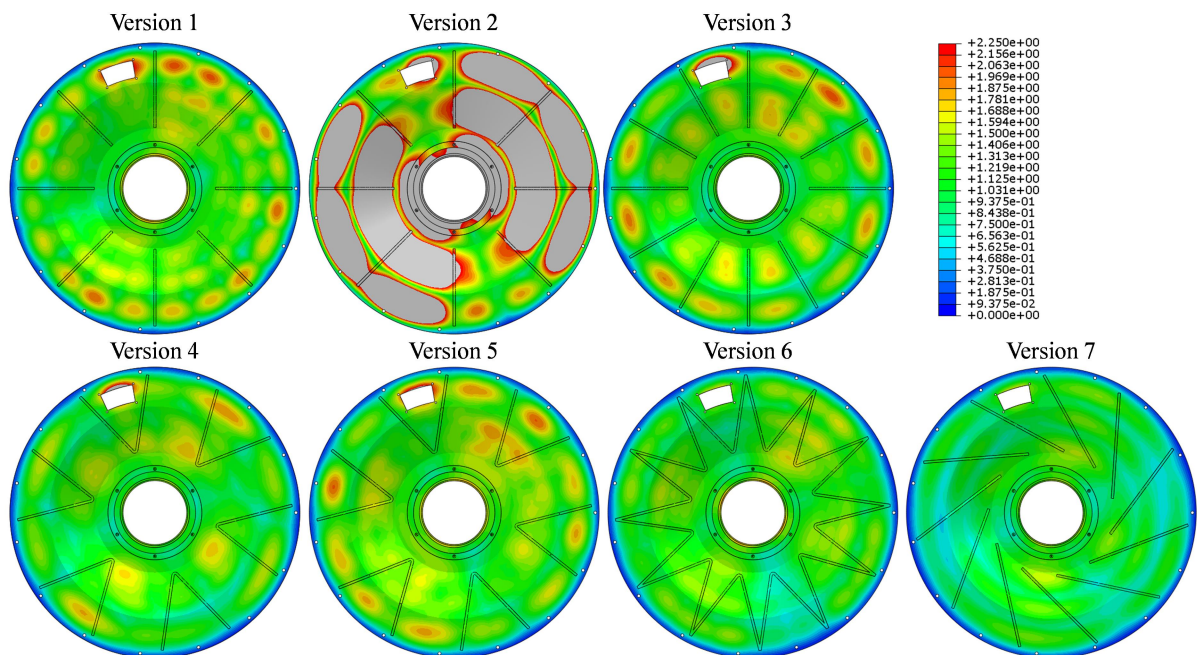 Version 1
Version 2
Version 3
+2.250e+00
+2.156e+00
+2.063e+00
+1.969e+00
+1.875e+00
+1.781e+00
+1.688e+00
+1.594e+00
+1.500e+00
+1.406e+00
+1.313e+00
+1.219e+00
+1.125e+00
+1.031e+00
+9.375e-01
+8.438e-01
+7.500e-01
+6.563e-01
+5.625e-01
+4.688e-01
+3.750e-01
+2.813e-01
+1.875e-01
+9.375e-02
+0.000e+00
Version 4
Version 5
Version 6
Version 7